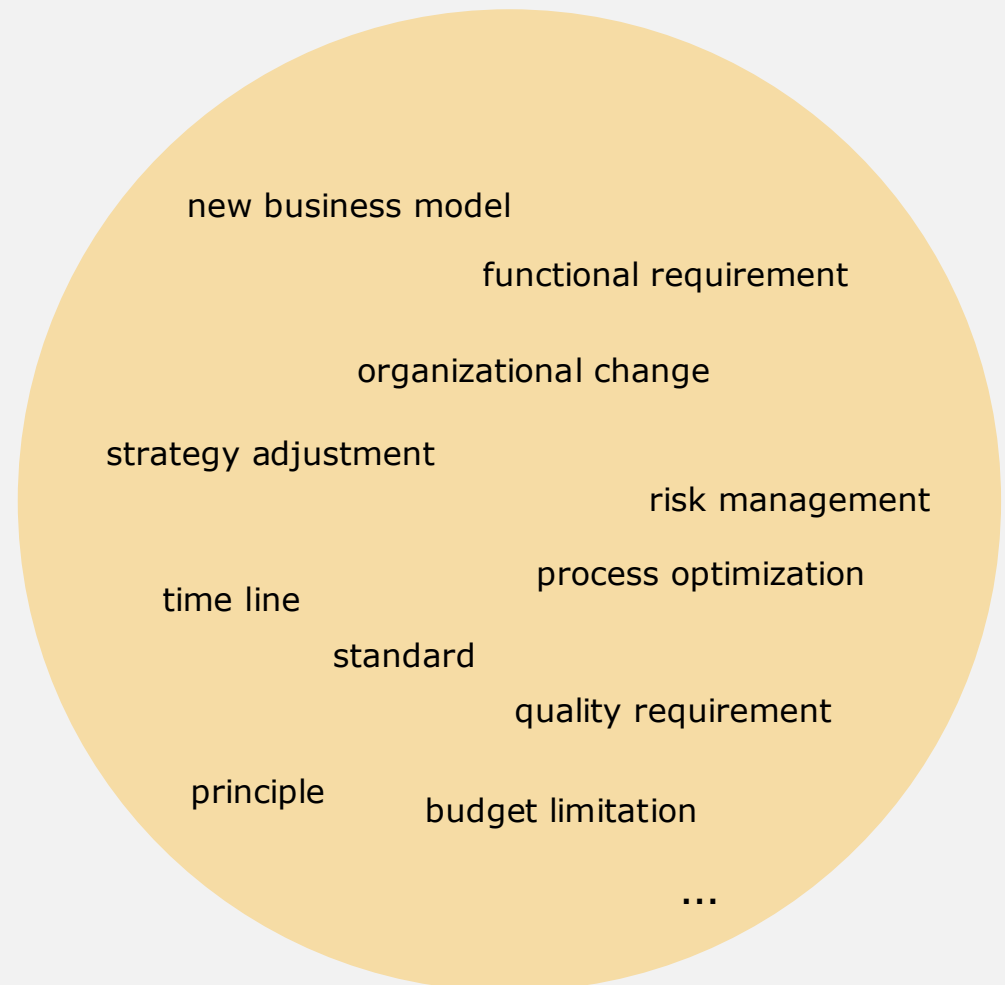 new business model
functional requirement
organizational change
strategy adjustment
risk management
process optimization
time line
standard
quality requirement
principle
budget limitation
...